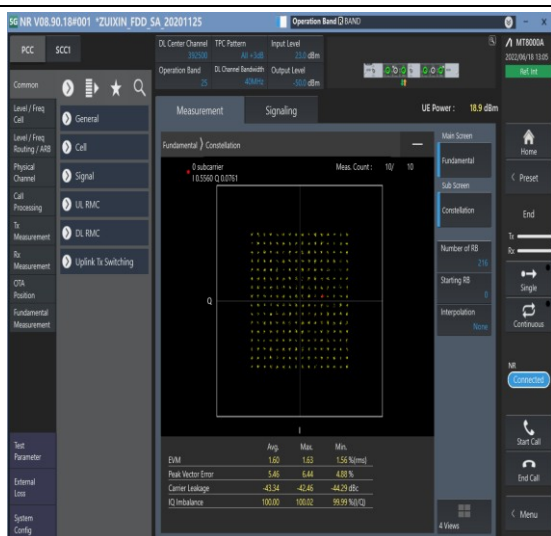 5G NR V08.90.18#001 *ZUIXIN_FDD SA_20201125
Operation Band BAND
PCC
SCC1
DL Center Channel
392500
TPC Pattern
All +3dB
Input Level
23.0 dBm
Operation Band
25
DL Channel Bandwidth
40MHz
Output Level
-50.0 dBm
MT8000A
2022/06/18 13:05
Ref. Int
Common
Level / Freq
Cell
Level / Freq
Routing / ARB
Physical
Channel
Call
Processing
Tx
Measurement
Rx
Measurement
OTA
Position
Fundamental
Measurement
Test
Parameter
External
Loss
System
Config
General
Cell
Signal
UL RMC
DL RMC
Uplink Tx Switching
Measurement
Signaling
UE Power : 18.9 dBm
Fundamental ⟩ Constellation
0 subcarrier
I 0.5560 Q 0.0761
Meas. Count : 10/ 10
Q
I
Avg. Max. Min.
EVM 1.60 1.63 1.56 %(rms)
Peak Vector Error 5.46 6.44 4.88 %
Carrier Leakage -43.34 -42.46 -44.29 dBc
IQ Imbalance 100.00 100.02 99.99 %(I/Q)
Main Screen
Fundamental
Sub Screen
Constellation
Number of RB
216
Starting RB
0
Interpolation
None
4 Views
Home
Preset
End
Tx
Rx
Single
Continuous
NR
Connected
Start Call
End Call
Menu